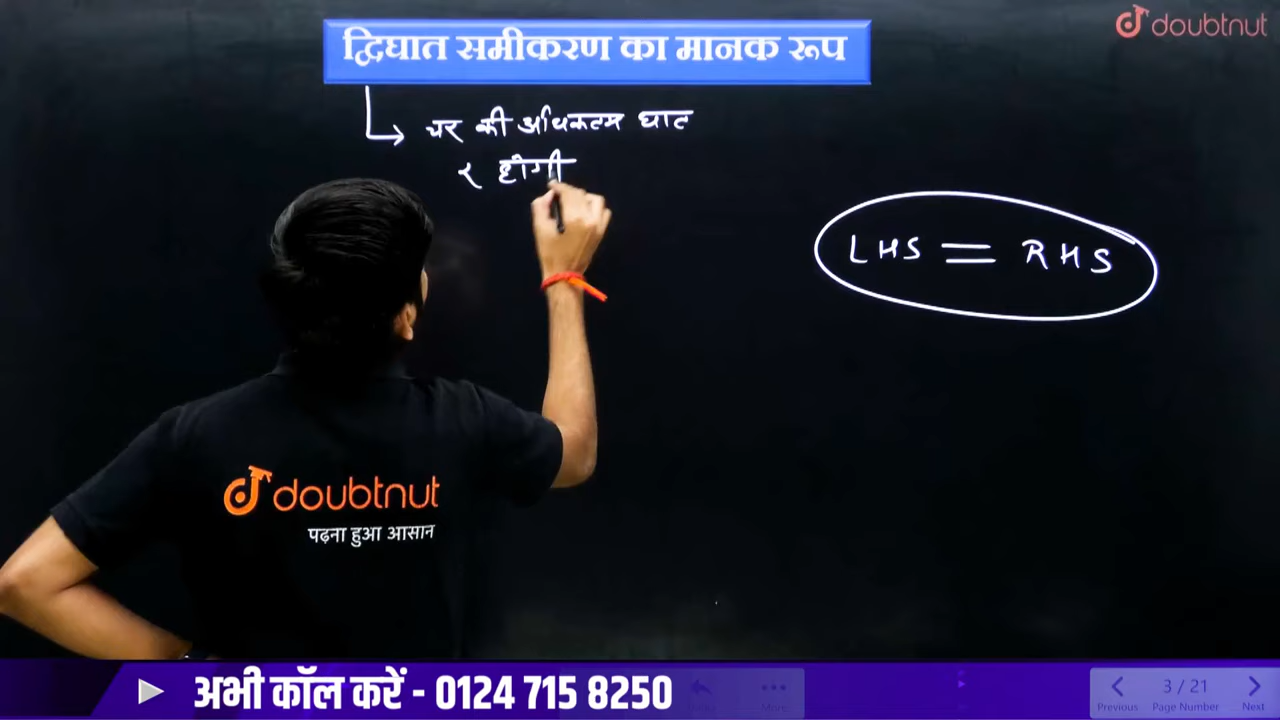 doubtnut
द्विघात समीकरण का मानक रूप
चर की अधिकतम घात
२ होगी
LHS = RHS
doubtnut
पढ़ना हुआ आसान
अभी कॉल करें - 0124 715 8250
3 / 21
Previous Page Number Next